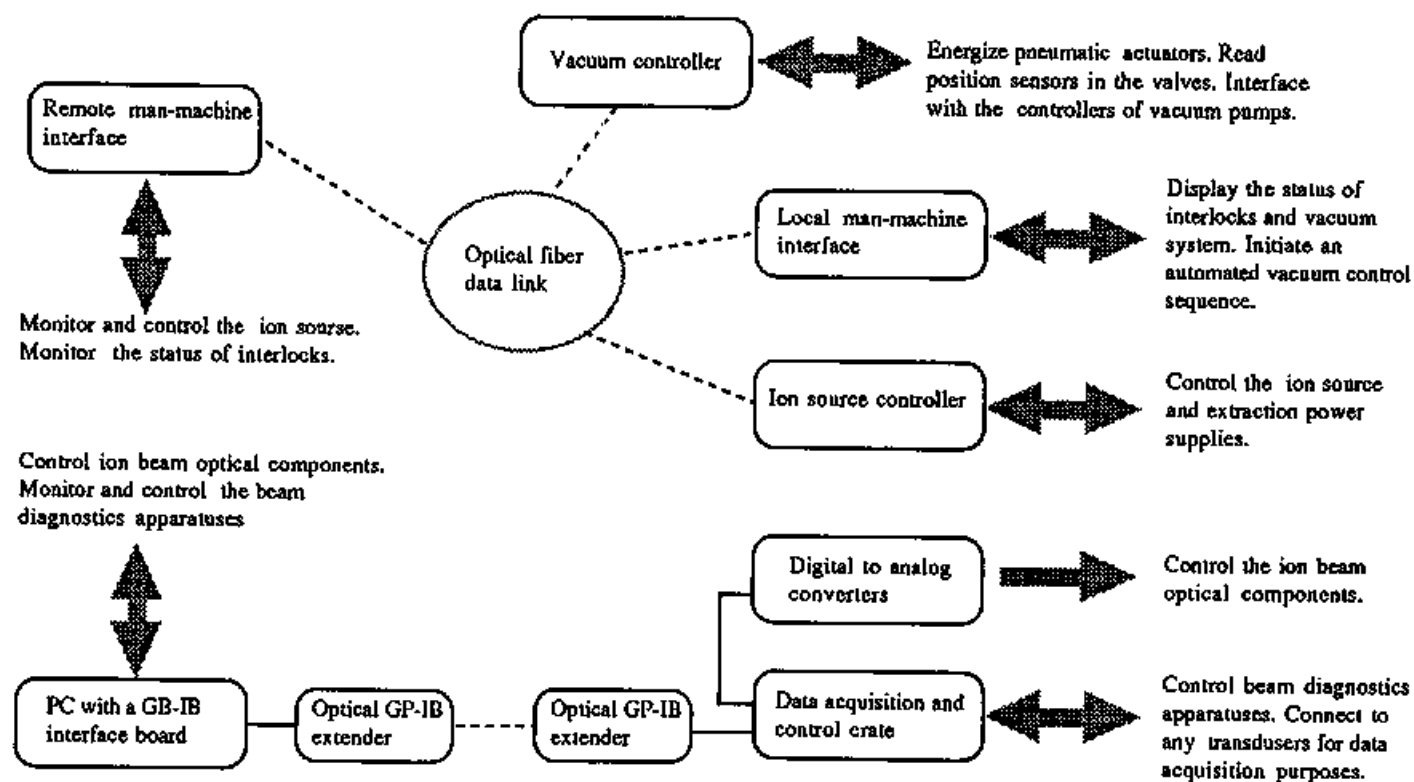 Vacuum controller
Energize pneumatic actuators. Read
position sensors in the valves. Interface
with the controllers of vacuum pumps.
Remote man-machine
interface
Optical fiber
data link
Local man-machine
interface
Display the status of
interlocks and vacuum
system. Initiate an
automated vacuum control
sequence.
Monitor and control the ion sourse.
Monitor the status of interlocks.
Ion source controller
Control the ion source
and extraction power
supplies.
Control ion beam optical components.
Monitor and control the beam
diagnostics apparatuses
Digital to analog
converters
Control the ion beam
optical components.
PC with a GB-IB
interface board
Optical GP-IB
extender
Optical GP-IB
extender
Data acquisition and
control crate
Control beam diagnostics
apparatuses. Connect to
any transdusers for data
acquisition purposes.